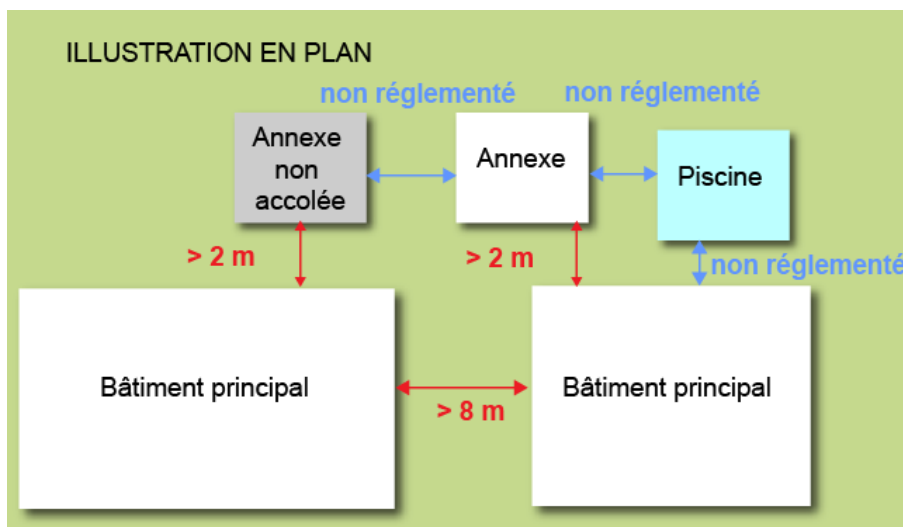 ILLUSTRATION EN PLAN
non réglementé
non réglementé
Annexe
non
accolée
Annexe
Piscine
> 2 m
> 2 m
non réglementé
Bâtiment principal
Bâtiment principal
> 8 m